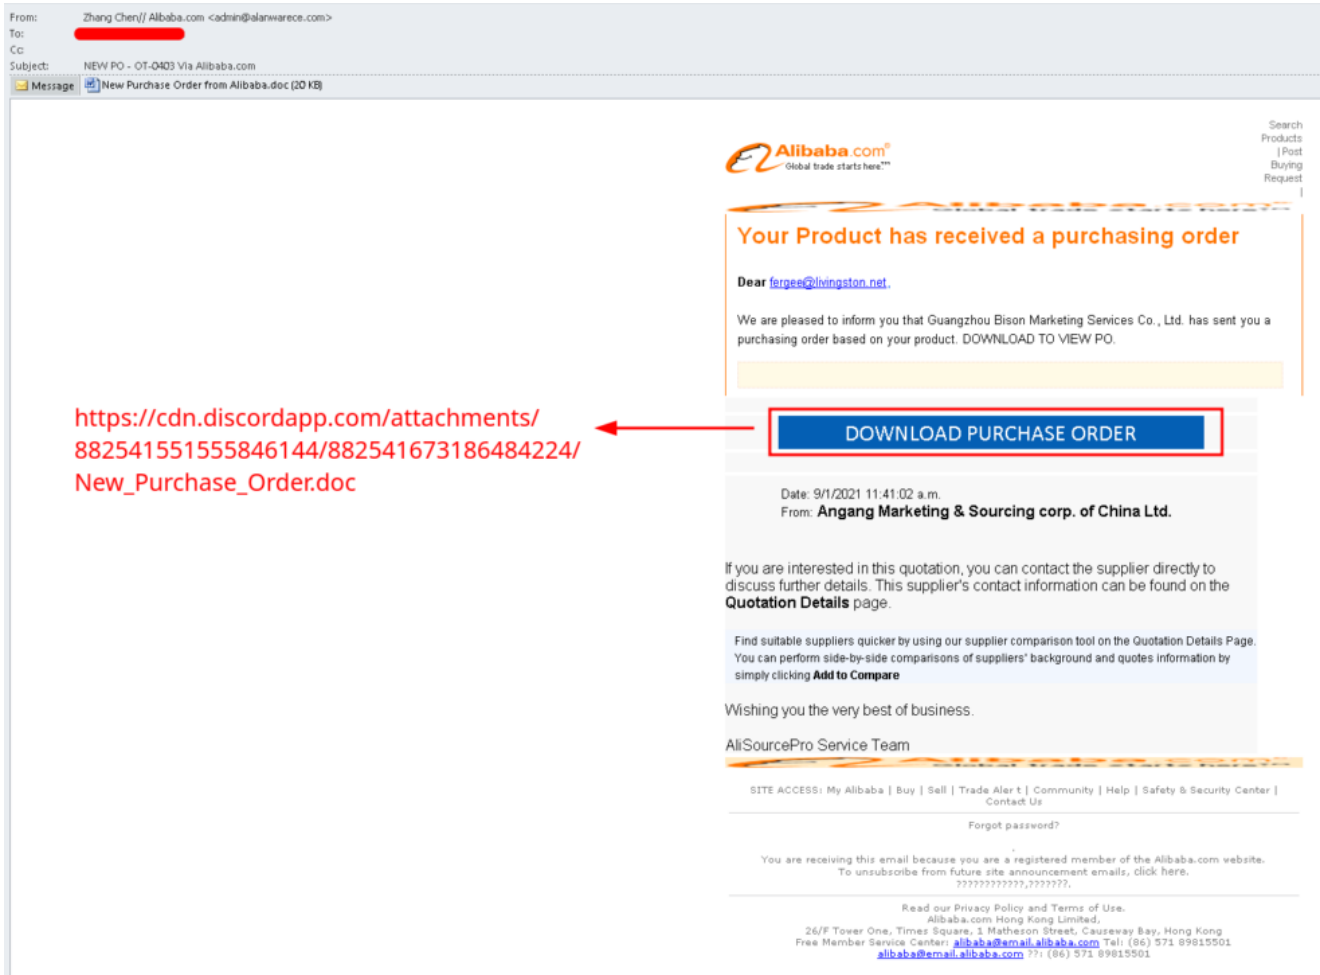 From: Zhang Chen// Alibaba.com <admin@alanwarece.com>
To:
Cc
Subject: NEW PO - OT-0403 Via Alibaba.com
Message New Purchase Order from Alibaba.doc (20 KB)
Search
Products
| Post
Buying
Request
|
Alibaba.com®
Global trade starts here.™
Alibaba.com
Global trade starts here™
Your Product has received a purchasing order
Dear fergee@livingston.net,
We are pleased to inform you that Guangzhou Bison Marketing Services Co., Ltd. has sent you a
purchasing order based on your product. DOWNLOAD TO VIEW PO.
https://cdn.discordapp.com/attachments/
882541551555846144/882541673186484224/
New_Purchase_Order.doc
DOWNLOAD PURCHASE ORDER
Date: 9/1/2021 11:41:02 a.m.
From: Angang Marketing & Sourcing corp. of China Ltd.
If you are interested in this quotation, you can contact the supplier directly to
discuss further details. This supplier's contact information can be found on the
Quotation Details page.
Find suitable suppliers quicker by using our supplier comparison tool on the Quotation Details Page.
You can perform side-by-side comparisons of suppliers' background and quotes information by
simply clicking Add to Compare
Wishing you the very best of business.
AliSourcePro Service Team
Alibaba.com
Global trade starts here™
SITE ACCESS: My Alibaba | Buy | Sell | Trade Aler t | Community | Help | Safety & Security Center |
Contact Us
Forgot password?
,
You are receiving this email because you are a registered member of the Alibaba.com website.
To unsubscribe from future site announcement emails, click here.
????????????,???????.
Read our Privacy Policy and Terms of Use.
Alibaba.com Hong Kong Limited,
26/F Tower One, Times Square, 1 Matheson Street, Causeway Bay, Hong Kong
Free Member Service Center: alibaba@email.alibaba.com Tel: (86) 571 89815501
alibaba@email.alibaba.com ??: (86) 571 89815501